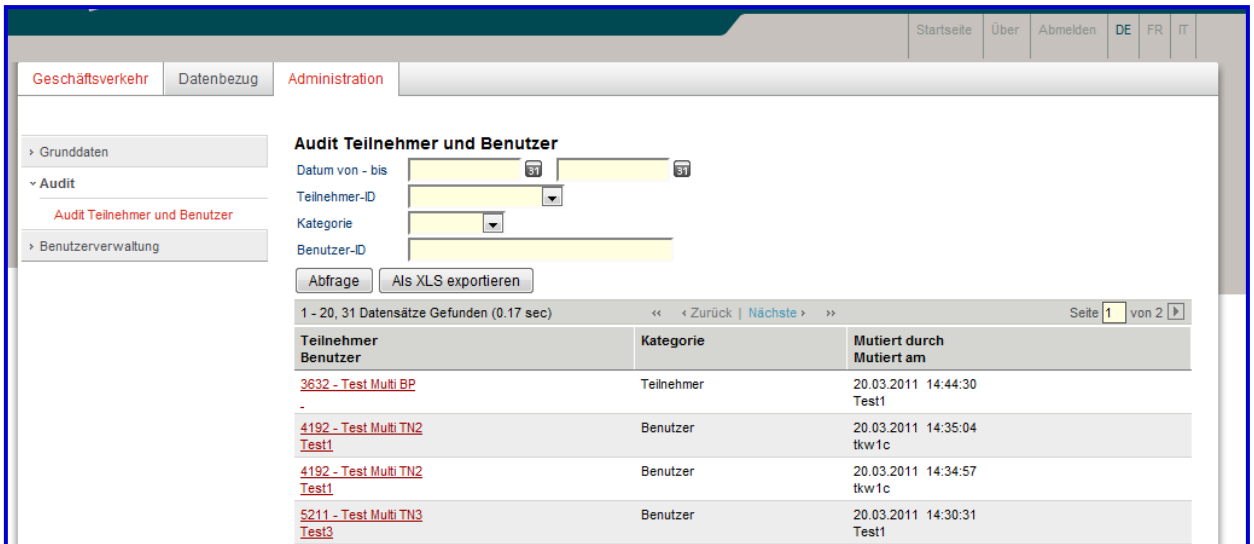 Startseite Über Abmelden DE FR IT
Geschäftsverkehr Datenbezug Administration
› Grunddaten
Audit
Audit Teilnehmer und Benutzer
› Benutzerverwaltung
Audit Teilnehmer und Benutzer
Datum von - bis 31 31
Teilnehmer-ID
Kategorie
Benutzer-ID
Abfrage Als XLS exportieren
1 - 20, 31 Datensätze Gefunden (0.17 sec) ‹‹ ‹ Zurück | Nächste › ›› Seite 1 von 2
Teilnehmer Kategorie Mutiert durch
Benutzer Mutiert am
3632 - Test Multi BP Teilnehmer 20.03.2011 14:44:30
- Test1
4192 - Test Multi TN2 Benutzer 20.03.2011 14:35:04
Test1 tkw1c
4192 - Test Multi TN2 Benutzer 20.03.2011 14:34:57
Test1 tkw1c
5211 - Test Multi TN3 Benutzer 20.03.2011 14:30:31
Test3 Test1